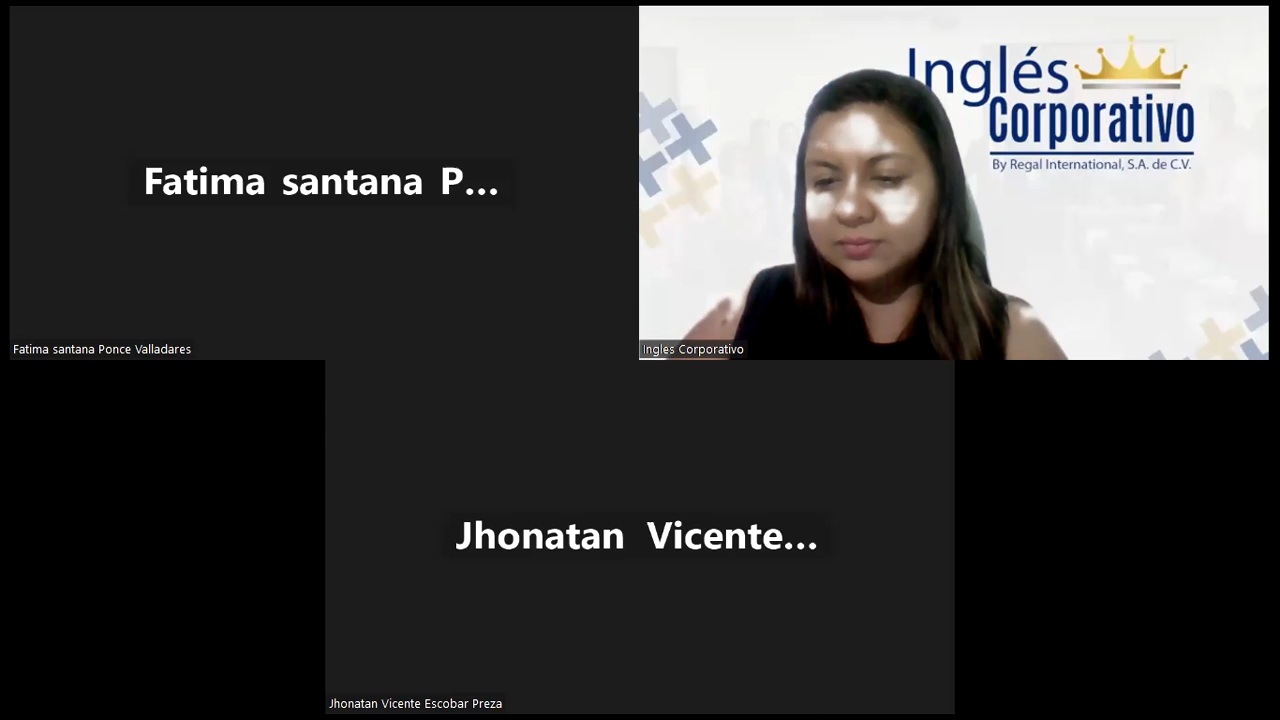 Fatima santana P...
Fatima santana Ponce Valladares
Inglés
Corporativo
By Regal International, S.A. de C.V.
Ingles Corporativo
Jhonatan Vicente...
Jhonatan Vicente Escobar Preza